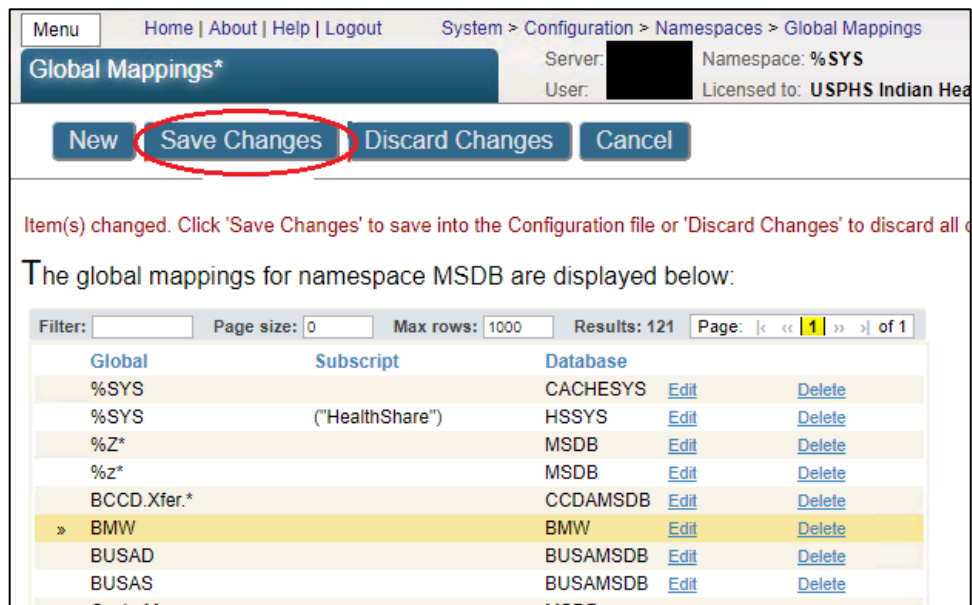 Menu Home | About | Help | Logout System > Configuration > Namespaces > Global Mappings
Global Mappings* Server: Namespace: %SYS
User: Licensed to: USPHS Indian Hea
New Save Changes Discard Changes Cancel
Item(s) changed. Click 'Save Changes' to save into the Configuration file or 'Discard Changes' to discard all
The global mappings for namespace MSDB are displayed below:
Filter: Page size: 0 Max rows: 1000 Results: 121 Page: |< << 1 >> >| of 1
Global Subscript Database
%SYS CACHESYS Edit Delete
%SYS ("HealthShare") HSSYS Edit Delete
%Z* MSDB Edit Delete
%z* MSDB Edit Delete
BCCD.Xfer.* CCDAMSDB Edit Delete
» BMW BMW Edit Delete
BUSAD BUSAMSDB Edit Delete
BUSAS BUSAMSDB Edit Delete